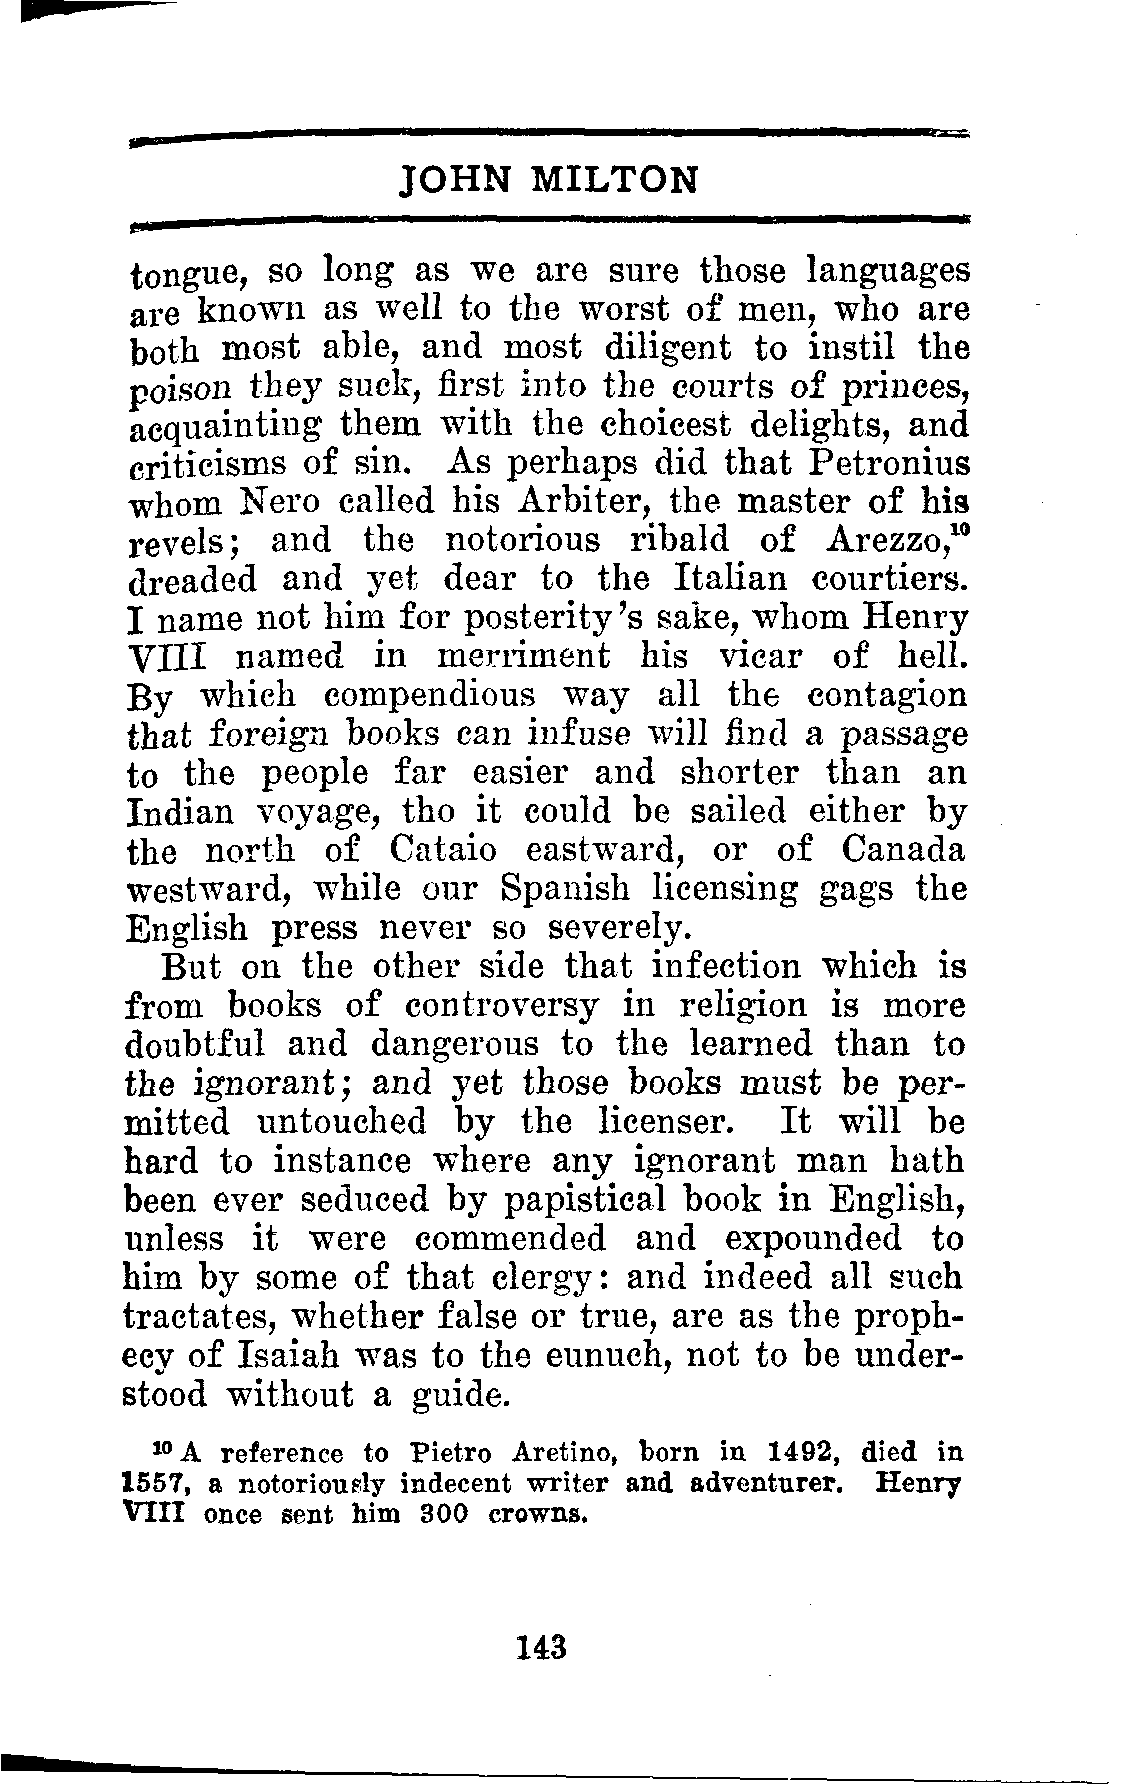 JOHN MILTON
tongue, so long as we are sure those languages
are known as well to the worst of men, who are
both most able, and most diligent to instil the
poison they suck, first into the courts of princes,
acquainting them with the choicest delights, and
criticisms of sin. As perhaps did that Petronius
whom Nero called his Arbiter, the master of his
revels; and the notorious ribald of Arezzo,¹⁰
dreaded and yet dear to the Italian courtiers.
I name not him for posterity's sake, whom Henry
VIII named in merriment his vicar of hell.
By which compendious way all the contagion
that foreign books can infuse will find a passage
to the people far easier and shorter than an
Indian voyage, tho it could be sailed either by
the north of Cataio eastward, or of Canada
westward, while our Spanish licensing gags the
English press never so severely.
But on the other side that infection which is
from books of controversy in religion is more
doubtful and dangerous to the learned than to
the ignorant; and yet those books must be per-
mitted untouched by the licenser. It will be
hard to instance where any ignorant man hath
been ever seduced by papistical book in English,
unless it were commended and expounded to
him by some of that clergy: and indeed all such
tractates, whether false or true, are as the proph-
ecy of Isaiah was to the eunuch, not to be under-
stood without a guide.
¹⁰ A reference to Pietro Aretino, born in 1492, died in
1557, a notoriously indecent writer and adventurer. Henry
VIII once sent him 300 crowns.
143